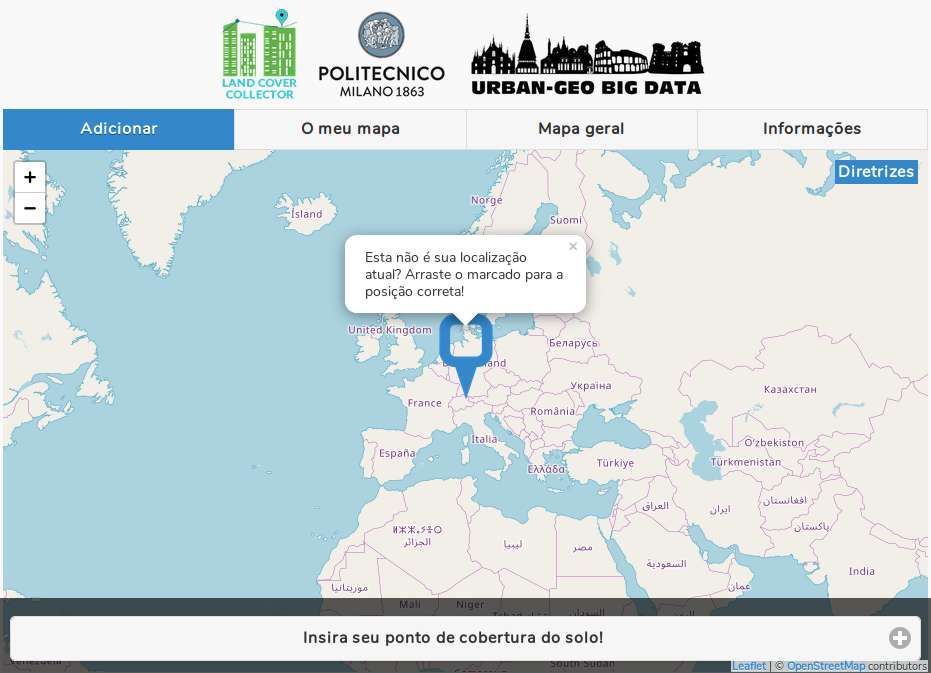 LAND COVER
COLLECTOR
POLITECNICO
MILANO 1863
URBAN-GEO BIG DATA
Adicionar
O meu mapa
Mapa geral
Informações
+
−
Diretrizes
Ísland
Norge
Suomi
Esta não é sua localização
atual? Arraste o marcado para a
posição correta!
×
United Kingdom
Беларусь
Україна
Казахстан
France
România
Italia
España
Ελλάδα
Türkiye
Oʻzbekiston
Türkmenistan
افغانستان
ایران
العراق
پاکستان
ⵍⵣⵣⴰⵢⴻⵔ
الجزائر
ليبيا
مصر
السعودية
India
عمان
موريتانيا
Mali
Niger
السودان
اليمن
Insira seu ponto de cobertura do solo!
South Sudan
Leaflet | © OpenStreetMap contributors